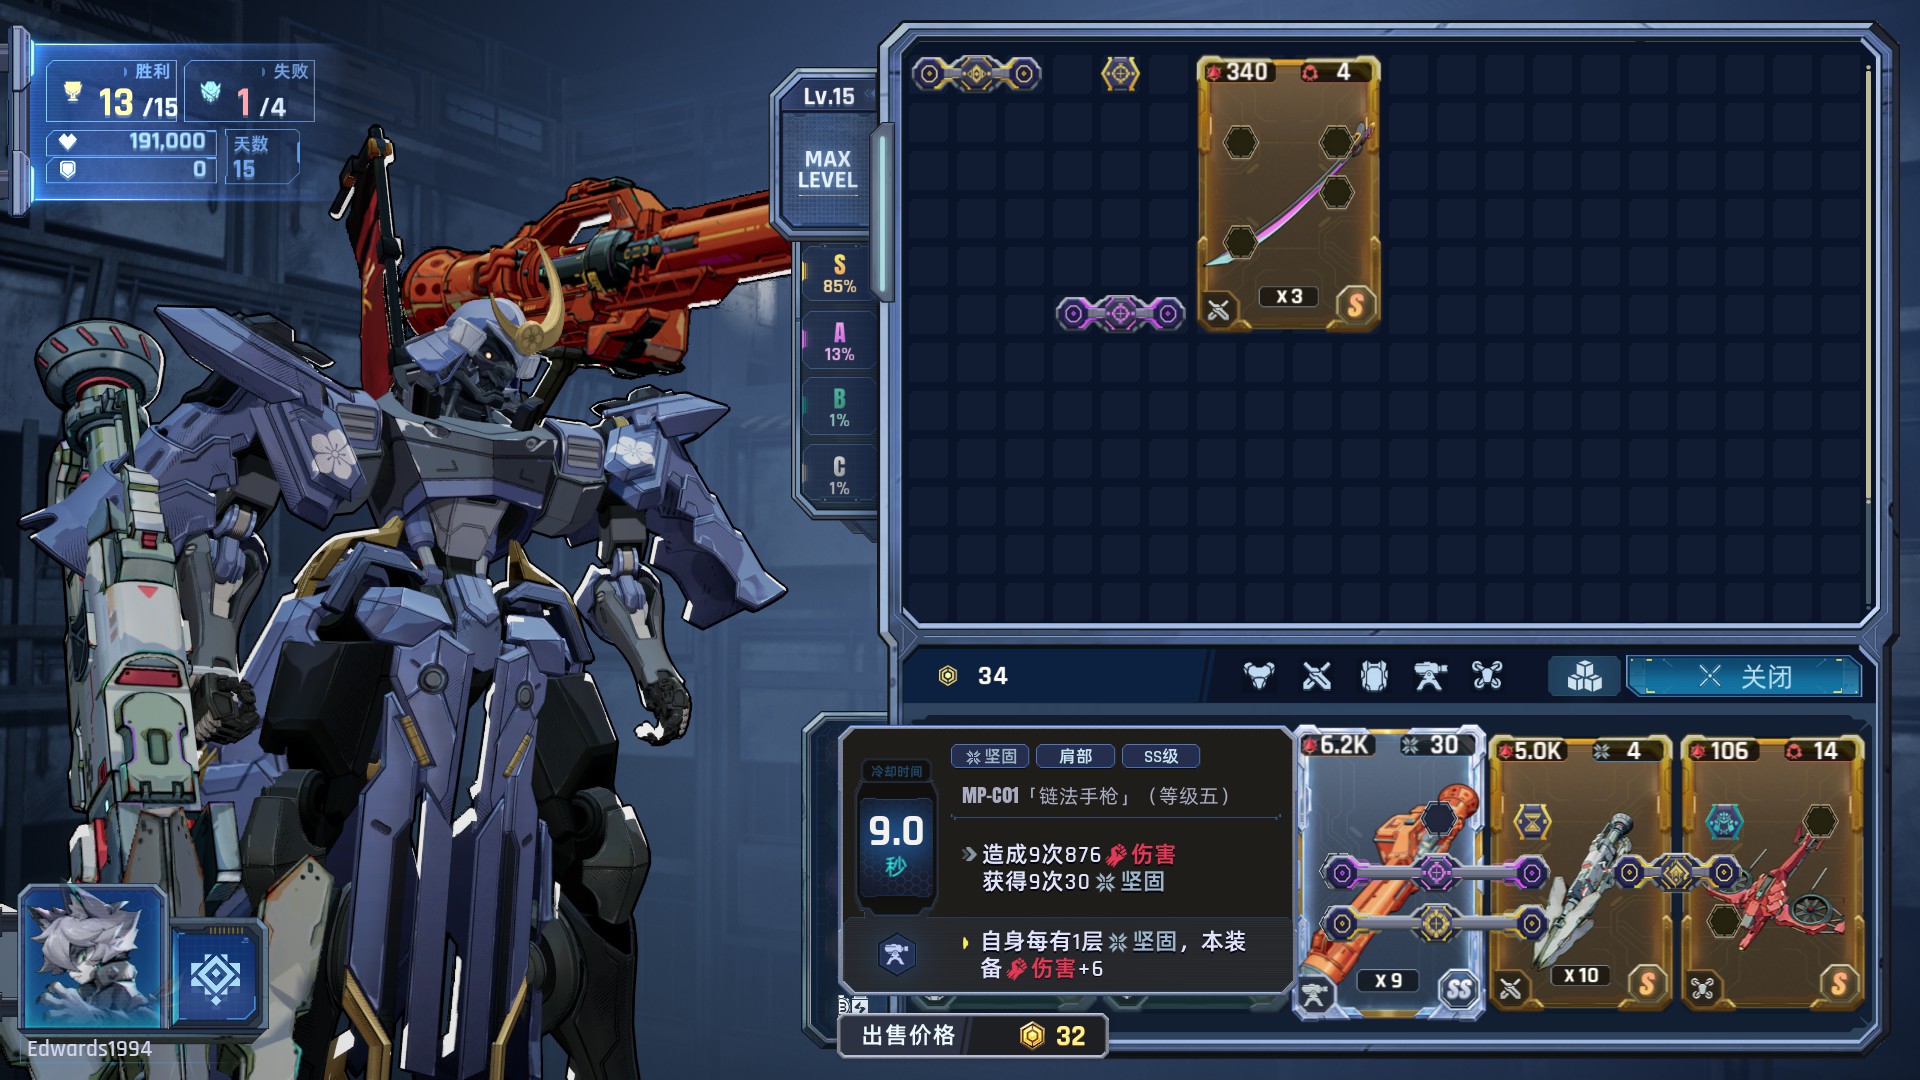 胜利
13 /15
失败
1 /4
191,000
0
天数
15
Lv.15
MAX
LEVEL
S
85%
A
13%
B
1%
C
1%
340
4
x3
S
34
关闭
冷却时间
9.0
秒
坚固
肩部
SS级
MP-C01「链法手枪」（等级五）
造成9次876伤害
获得9次30坚固
自身每有1层坚固，本装
备伤害+6
出售价格
32
6.2K
30
x9
SS
5.0K
4
x10
S
106
14
S
Edwards1994